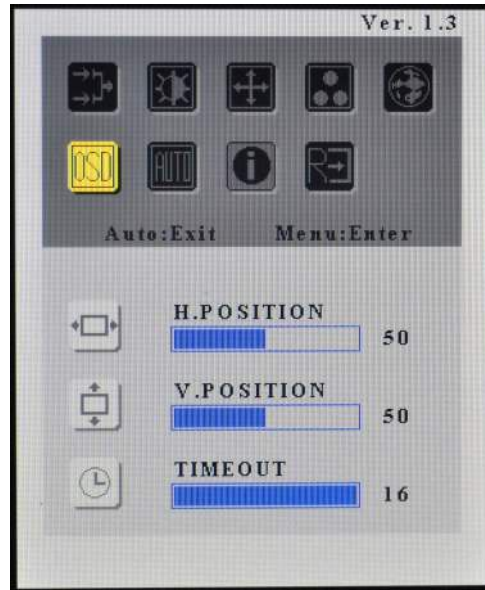 Ver. 1.3
OSD AUTO i R
Auto:Exit Menu:Enter
H.POSITION
50
V.POSITION
50
TIMEOUT
16